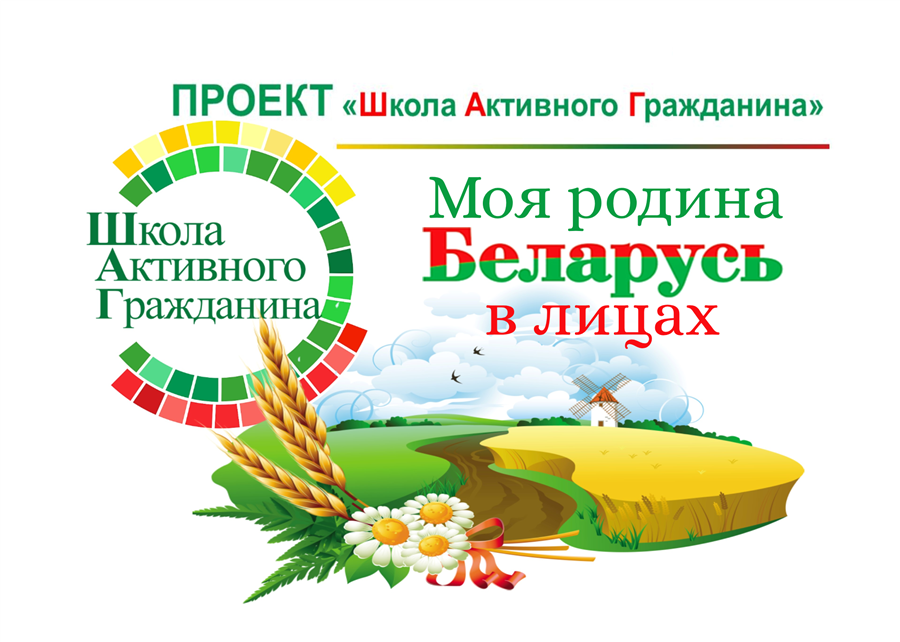 ПРОЕКТ «Школа Активного Гражданина»
Школа
Активного
Гражданина
Моя родина
Беларусь
в лицах